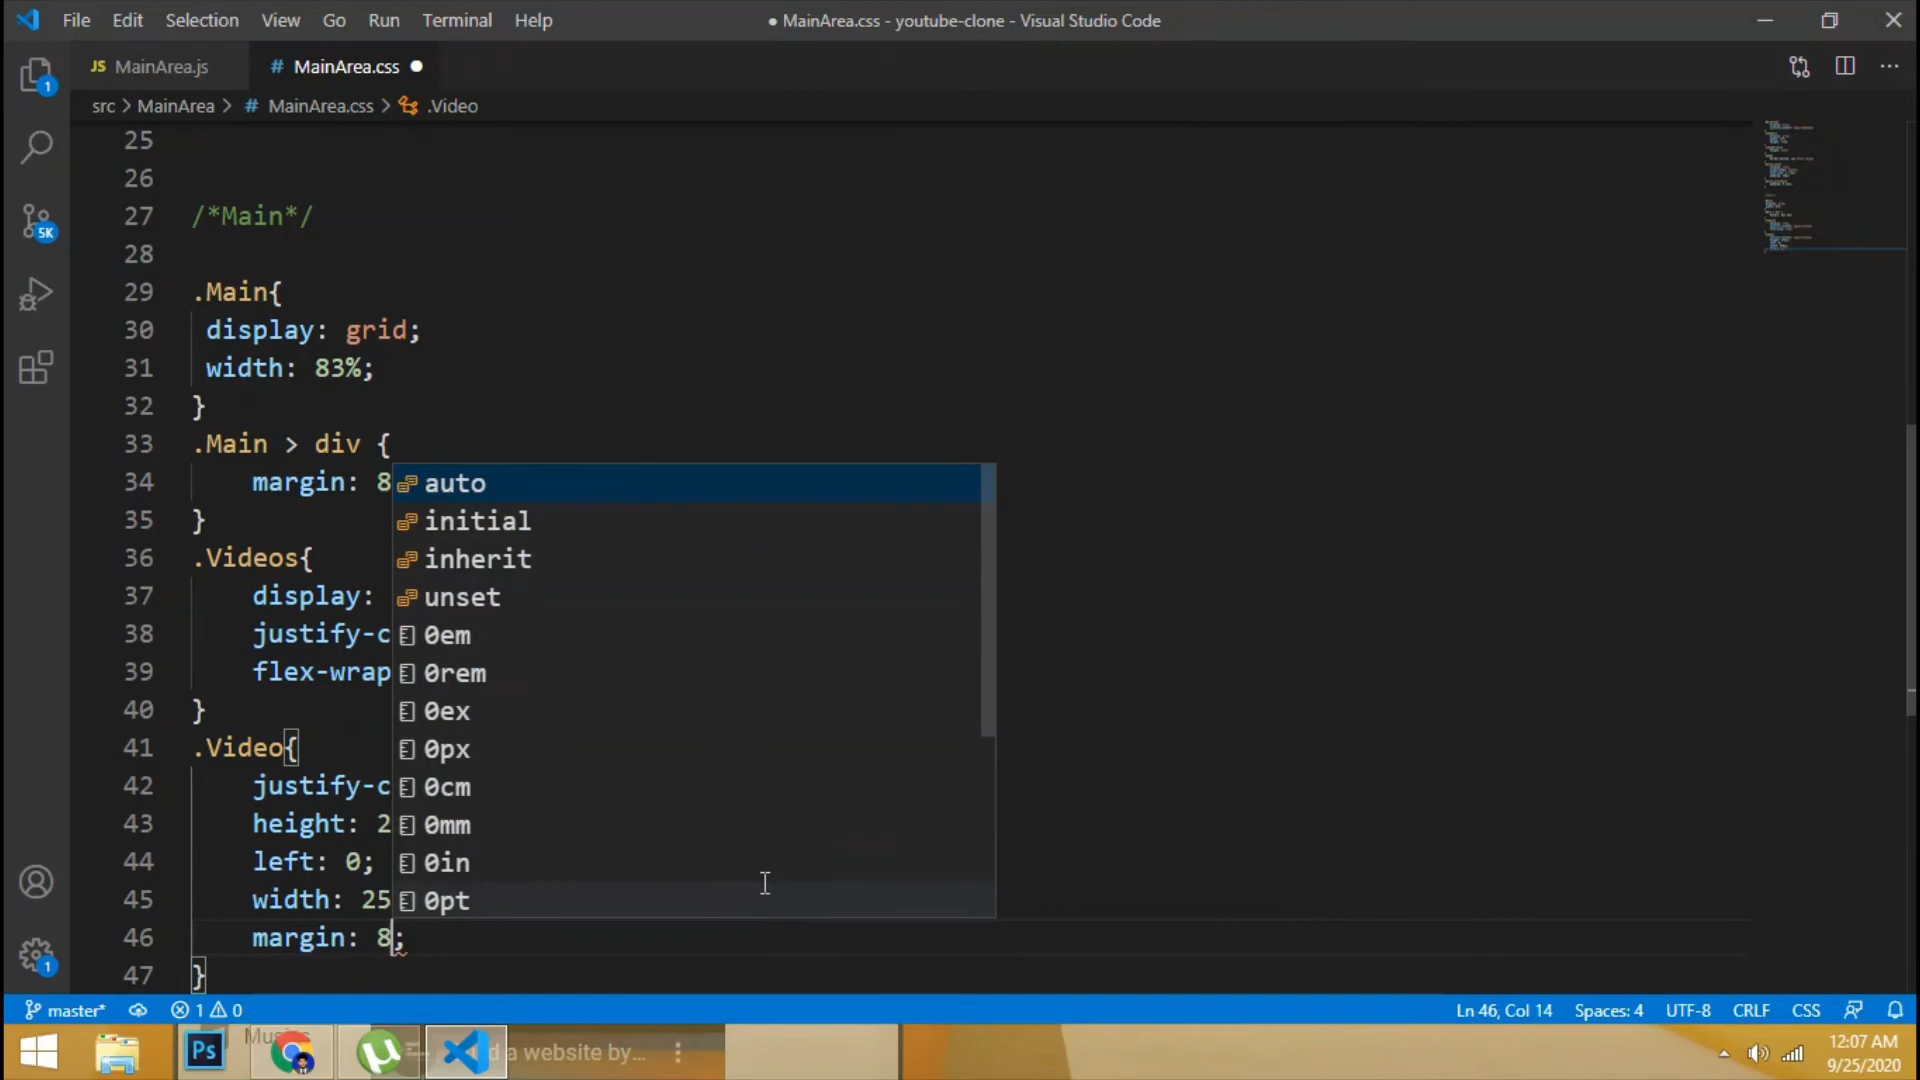 File Edit Selection View Go Run Terminal Help
● MainArea.css - youtube-clone - Visual Studio Code
JS MainArea.js
# MainArea.css
src > MainArea > # MainArea.css > .Video
25
26
27 /*Main*/
28
29 .Main{
30 display: grid;
31 width: 83%;
32 }
33 .Main > div {
34 margin: 8
35 }
36 .Videos{
37 display:
38 justify-c
39 flex-wrap
40 }
41 .Video{
42 justify-c
43 height: 2
44 left: 0;
45 width: 25
46 margin: 8;
47 }
auto
initial
inherit
unset
0em
0rem
0ex
0px
0cm
0mm
0in
0pt
1
5K
1
master* 1 0
Ln 46, Col 14 Spaces: 4 UTF-8 CRLF CSS
Ps
d a website by...
12:07 AM
9/25/2020